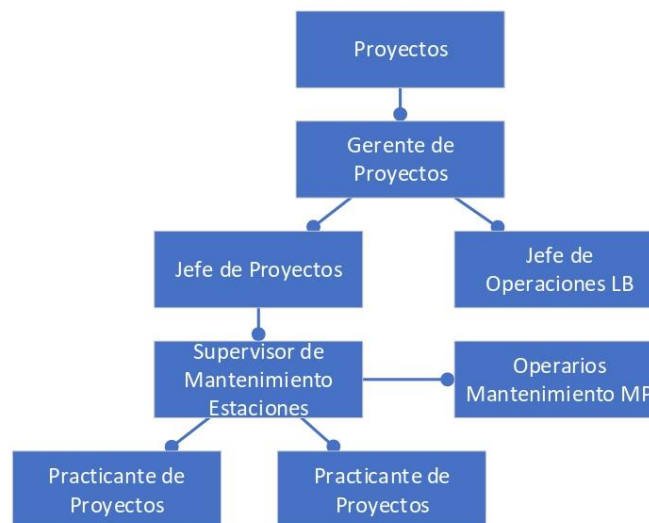 Proyectos
Gerente de
Proyectos
Jefe de Proyectos
Jefe de
Operaciones LB
Supervisor de
Mantenimiento
Estaciones
Operarios
Mantenimiento MP
Practicante de
Proyectos
Practicante de
Proyectos